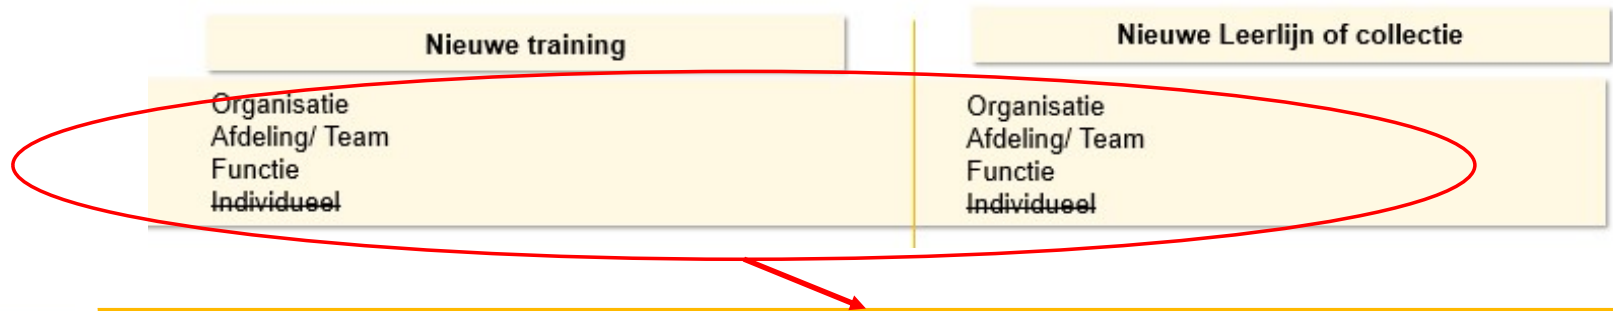 Nieuwe training
Organisatie
Afdeling/ Team
Functie
Individueel
Nieuwe Leerlijn of collectie
Organisatie
Afdeling/ Team
Functie
Individueel